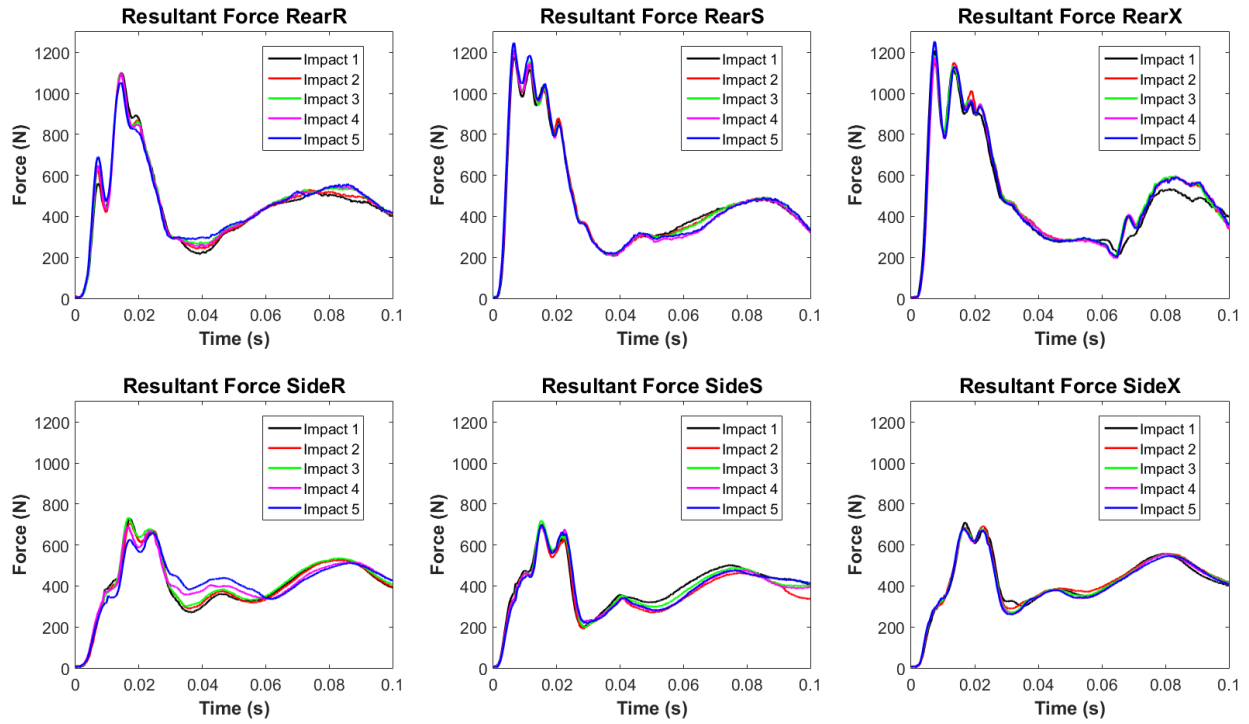 Resultant Force RearR
1200
1000
800
600
400
200
0
Force (N)
Impact 1
Impact 2
Impact 3
Impact 4
Impact 5
0 0.02 0.04 0.06 0.08 0.1
Time (s)
Resultant Force RearS
1200
1000
800
600
400
200
0
Force (N)
Impact 1
Impact 2
Impact 3
Impact 4
Impact 5
0 0.02 0.04 0.06 0.08 0.1
Time (s)
Resultant Force RearX
1200
1000
800
600
400
200
0
Force (N)
Impact 1
Impact 2
Impact 3
Impact 4
Impact 5
0 0.02 0.04 0.06 0.08 0.1
Time (s)
Resultant Force SideR
1200
1000
800
600
400
200
0
Force (N)
Impact 1
Impact 2
Impact 3
Impact 4
Impact 5
0 0.02 0.04 0.06 0.08 0.1
Time (s)
Resultant Force SideS
1200
1000
800
600
400
200
0
Force (N)
Impact 1
Impact 2
Impact 3
Impact 4
Impact 5
0 0.02 0.04 0.06 0.08 0.1
Time (s)
Resultant Force SideX
1200
1000
800
600
400
200
0
Force (N)
Impact 1
Impact 2
Impact 3
Impact 4
Impact 5
0 0.02 0.04 0.06 0.08 0.1
Time (s)